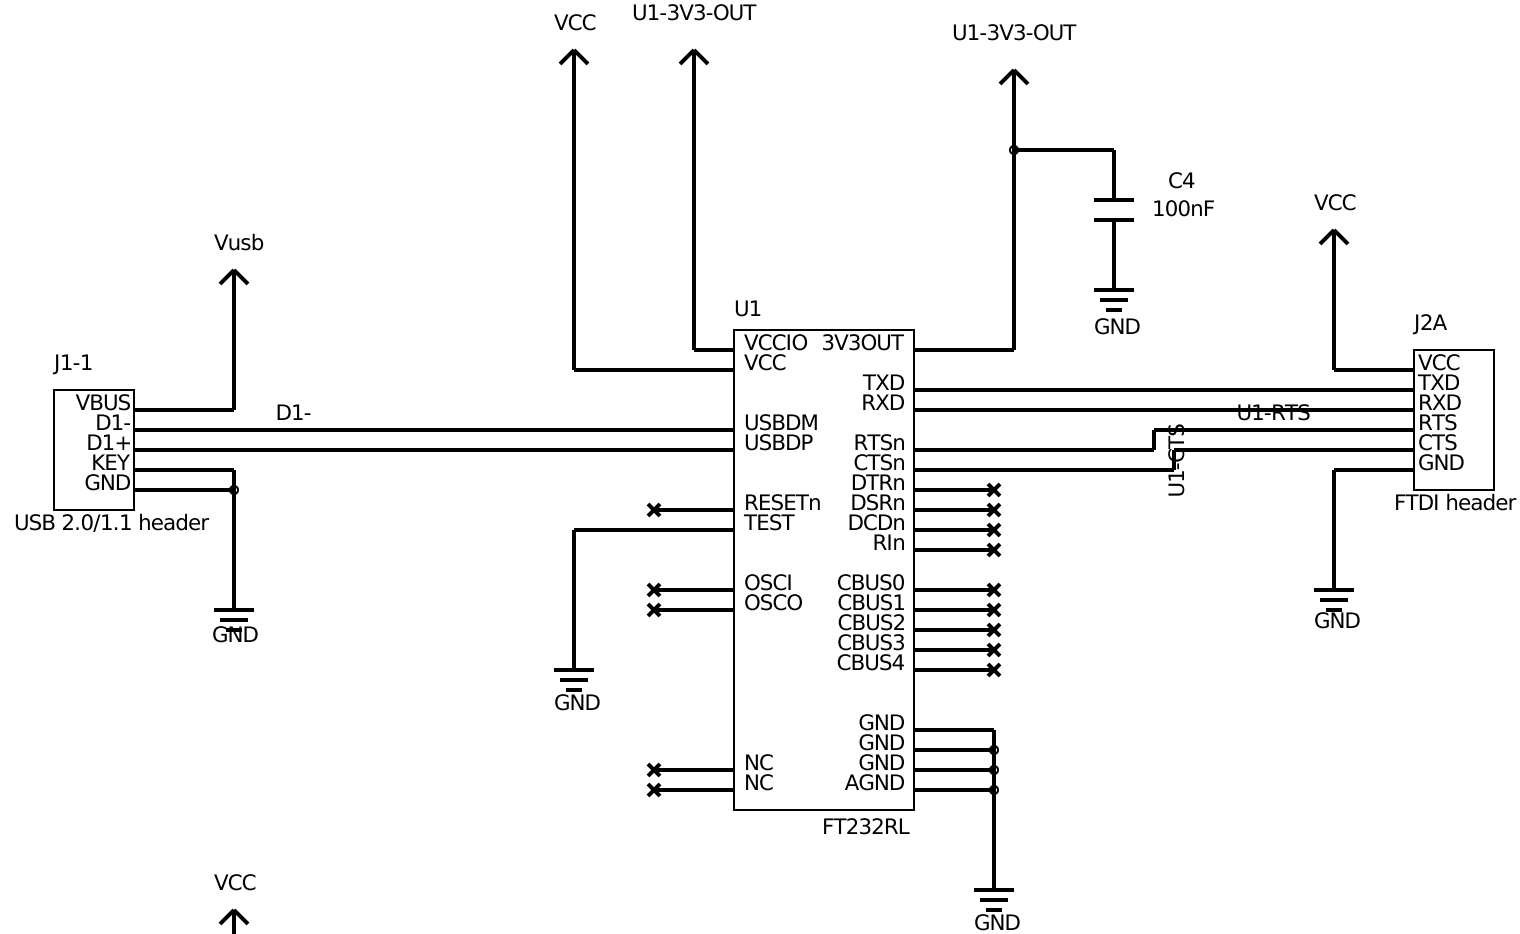 VCC
U1-3V3-OUT
U1-3V3-OUT
C4
100nF
GND
VCC
Vusb
J1-1
VBUS
D1-
D1+
KEY
GND
USB 2.0/1.1 header
D1-
GND
U1
VCCIO 3V3OUT
VCC
TXD
RXD
USBDM
USBDP
RTSn
CTSn
DTRn
RESETn DSRn
TEST DCDn
RIn
OSCI CBUS0
OSCO CBUS1
CBUS2
CBUS3
CBUS4
GND
GND
NC GND
NC AGND
FT232RL
GND
GND
U1-RTS
U1-CTS
J2A
VCC
TXD
RXD
RTS
CTS
GND
FTDI header
GND
VCC